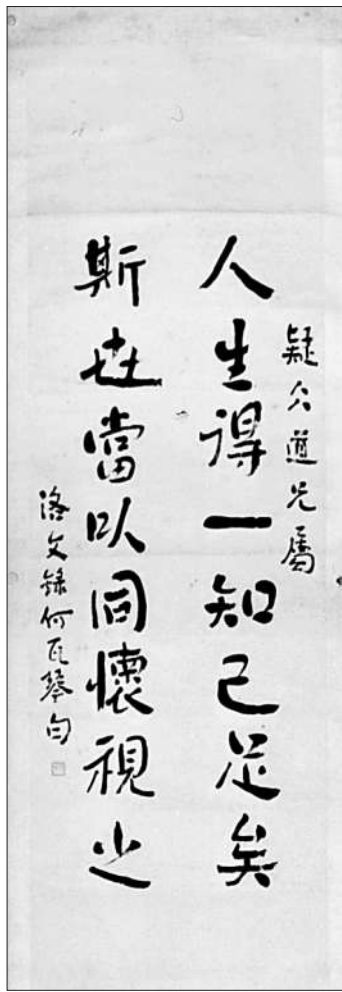 疑仌道兄屬
人生得一知己足矣
斯世當以同懷視之
洛文錄何瓦琴句